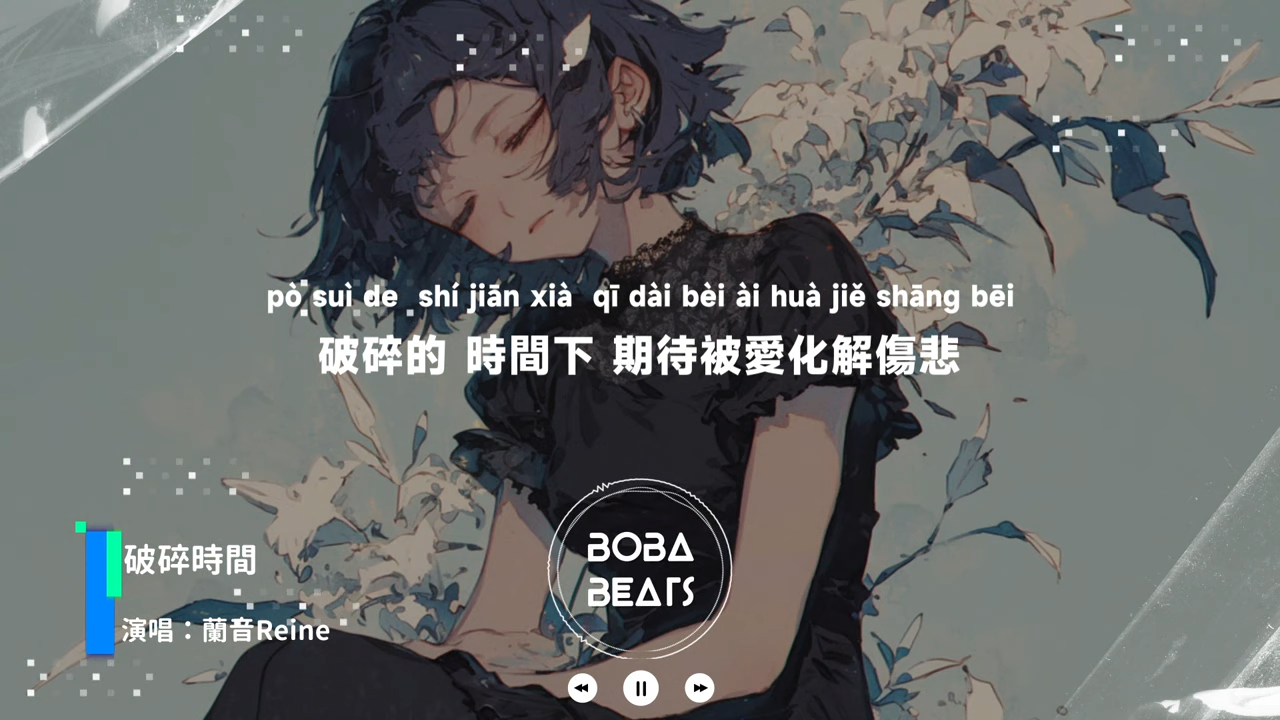 pò suì de shí jiān xià qī dài bèi ài huà jiě shāng bēi
破碎的 時間下 期待被愛化解傷悲
BOBA
BEATS
破碎時間
演唱：蘭音Reine